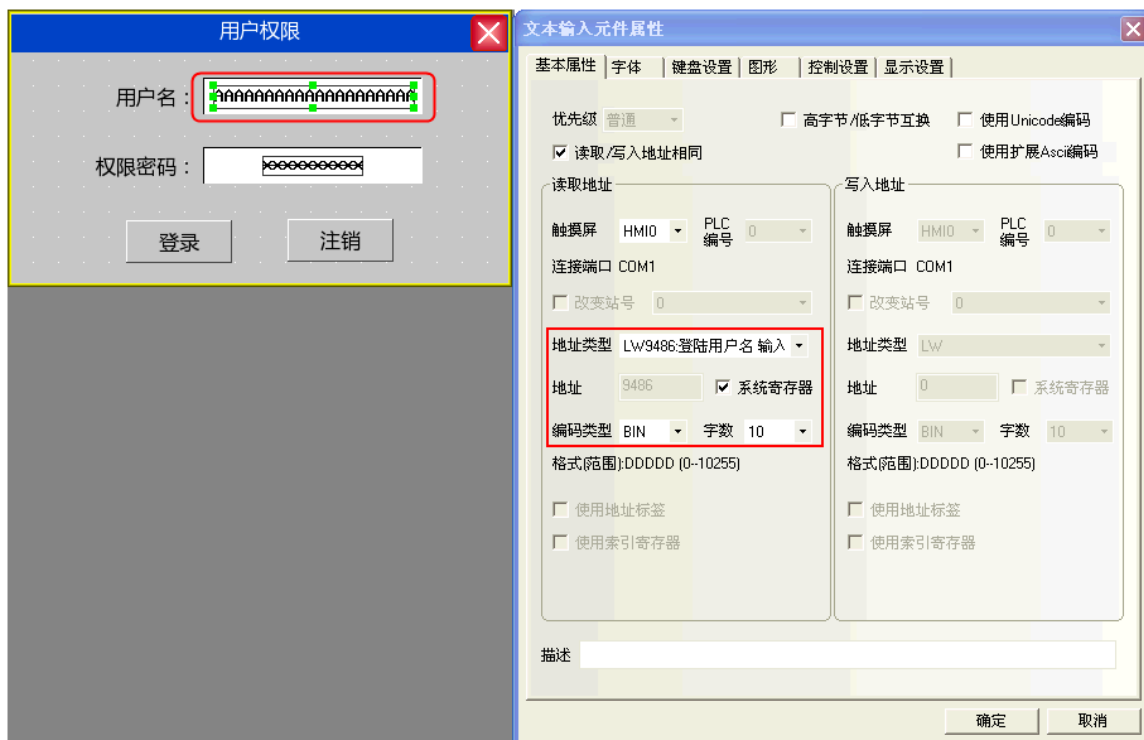 用户权限
用户名：
AAAAAAAAAAAAAAAAAAAA
权限密码：
登录
注销
文本输入元件属性
基本属性 字体 键盘设置 图形 控制设置 显示设置
优先级 普通 高字节/低字节互换 使用Unicode编码
读取/写入地址相同 使用扩展Ascii编码
读取地址
触摸屏 HMI0 PLC编号 0
连接端口 COM1
改变站号 0
地址类型 LW9486:登陆用户名 输入
地址 9486 系统寄存器
编码类型 BIN 字数 10
格式(范围):DDDDD (0--10255)
使用地址标签
使用索引寄存器
写入地址
触摸屏 HMI0 PLC编号 0
连接端口 COM1
改变站号 0
地址类型 LW
地址 0 系统寄存器
编码类型 BIN 字数 10
格式(范围):DDDDD (0--10255)
使用地址标签
使用索引寄存器
描述
确定 取消